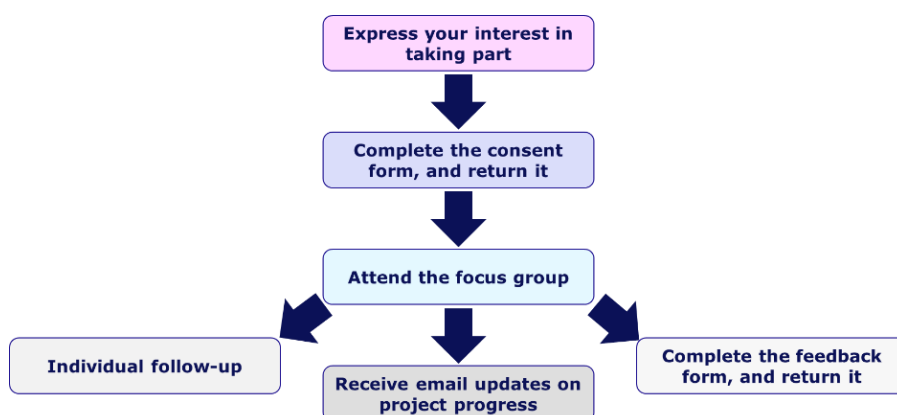 Express your interest in
taking part
Complete the consent
form, and return it
Attend the focus group
Individual follow-up
Receive email updates on
project progress
Complete the feedback
form, and return it